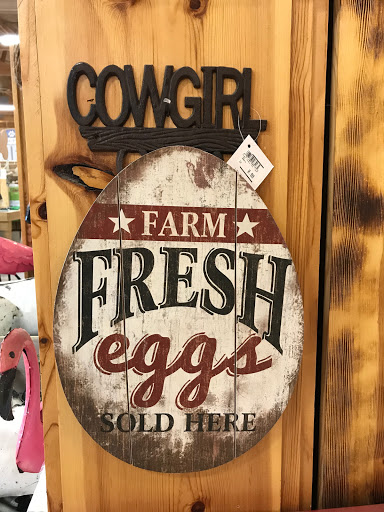 COWGIRL
★ FARM ★
FRESH
eggs
SOLD HERE